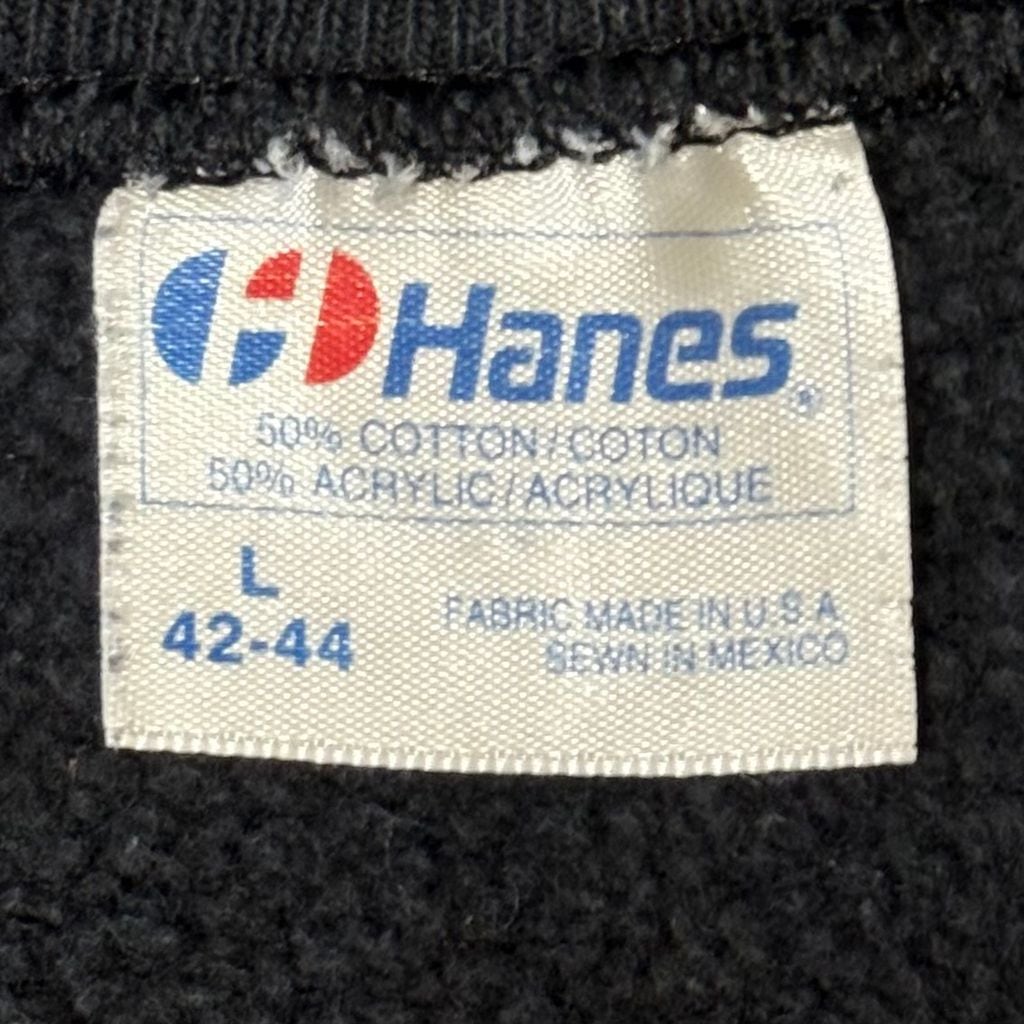 Hanes®
50% COTTON/COTON
50% ACRYLIC/ACRYLIQUE
L
42-44
FABRIC MADE IN U.S.A.
SEWN IN MEXICO